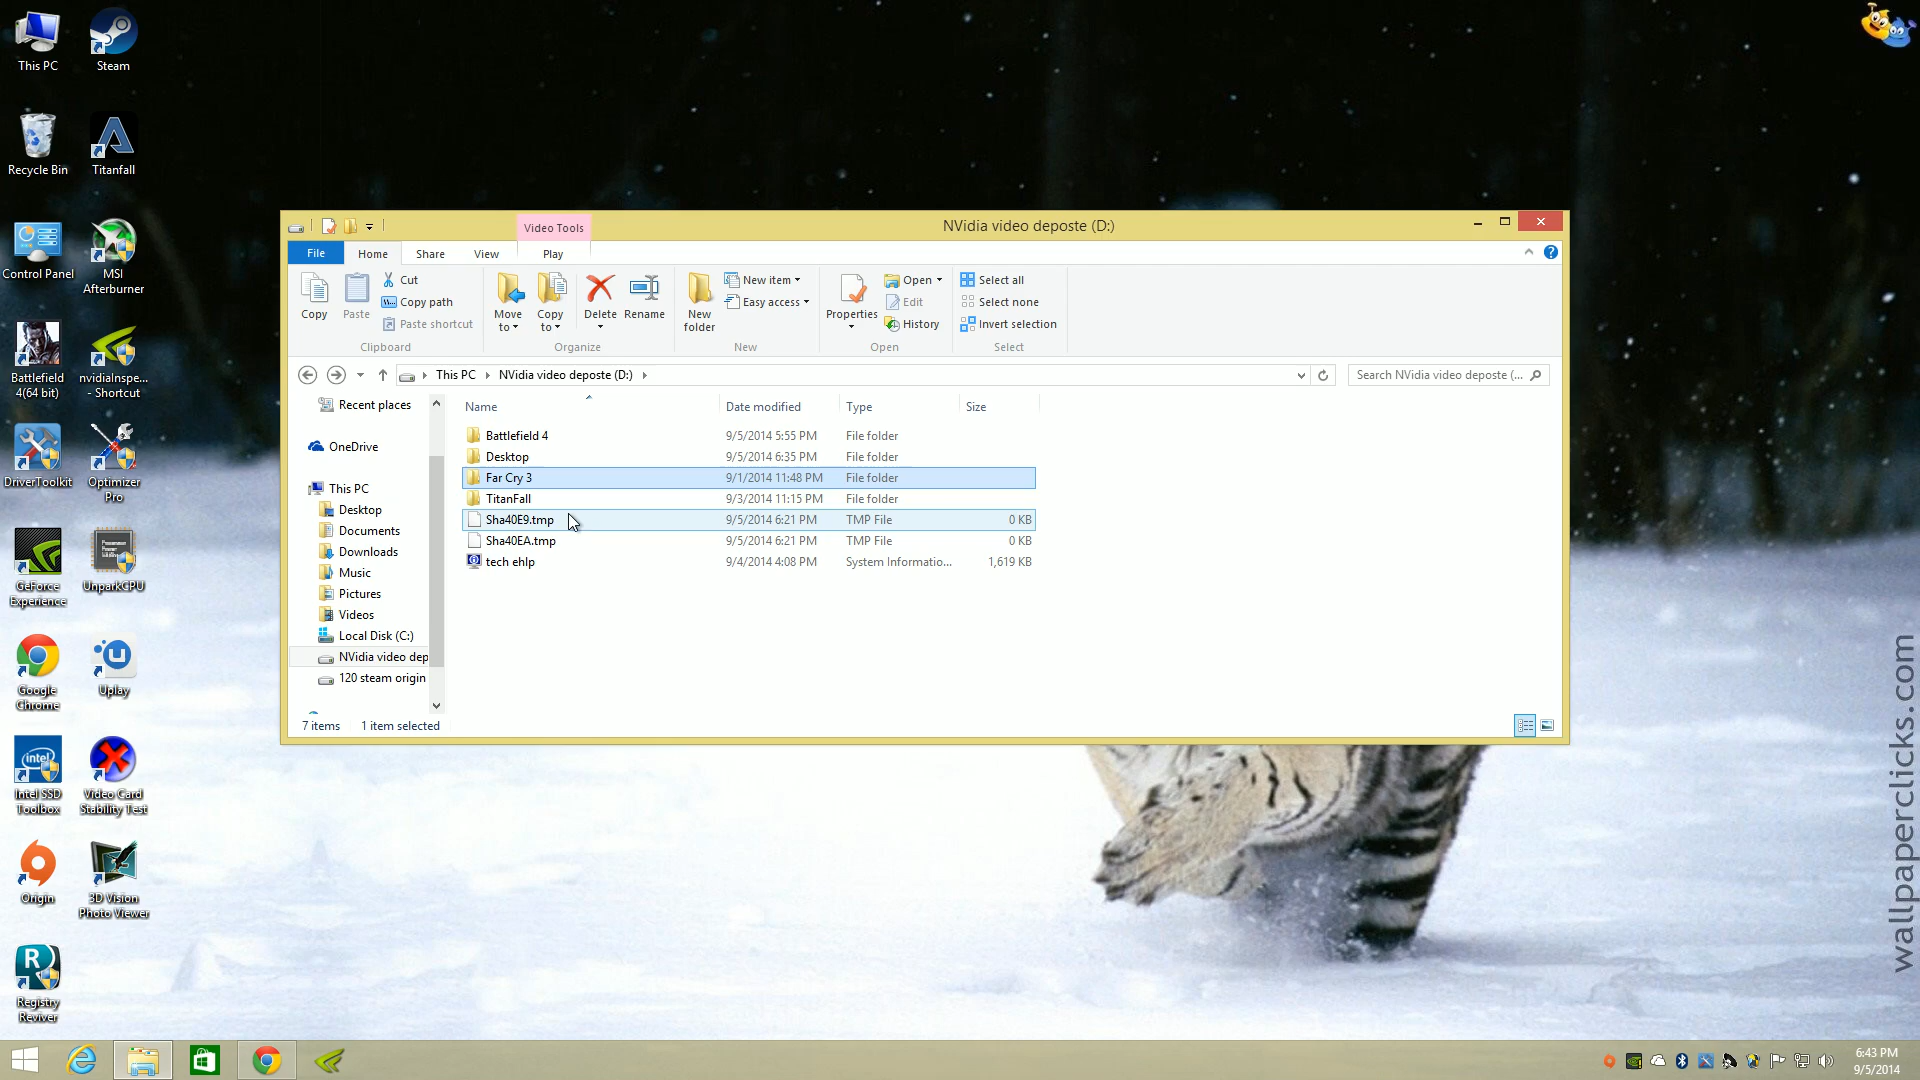 This PC
Steam
Recycle Bin
Titanfall
Control Panel
MSI
Afterburner
Battlefield
4(64 bit)
nvidiaInspe...
- Shortcut
DriverToolkit
Optimizer
Pro
GeForce
Experience
UnparkCPU
Google
Chrome
Uplay
Intel SSD
Toolbox
Video Card
Stability Test
Origin
3D Vision
Photo Viewer
Registry
Reviver
Video Tools
NVidia video deposte (D:)
File
Home
Share
View
Play
Copy
Paste
Cut
Copy path
Paste shortcut
Clipboard
Move
to
Copy
to
Delete
Rename
Organize
New
folder
New item
Easy access
New
Properties
Open
Edit
History
Open
Select all
Select none
Invert selection
Select
This PC
NVidia video deposte (D:)
Search NVidia video deposte (...
Recent places
OneDrive
This PC
Desktop
Documents
Downloads
Music
Pictures
Videos
Local Disk (C:)
NVidia video dep
120 steam origin
Name Date modified Type Size
Battlefield 4 9/5/2014 5:55 PM File folder
Desktop 9/5/2014 6:35 PM File folder
Far Cry 3 9/1/2014 11:48 PM File folder
TitanFall 9/3/2014 11:15 PM File folder
Sha40E9.tmp 9/5/2014 6:21 PM TMP File 0 KB
Sha40EA.tmp 9/5/2014 6:21 PM TMP File 0 KB
tech ehlp 9/4/2014 4:08 PM System Informatio... 1,619 KB
7 items 1 item selected
wallpaperclicks.com
6:43 PM
9/5/2014